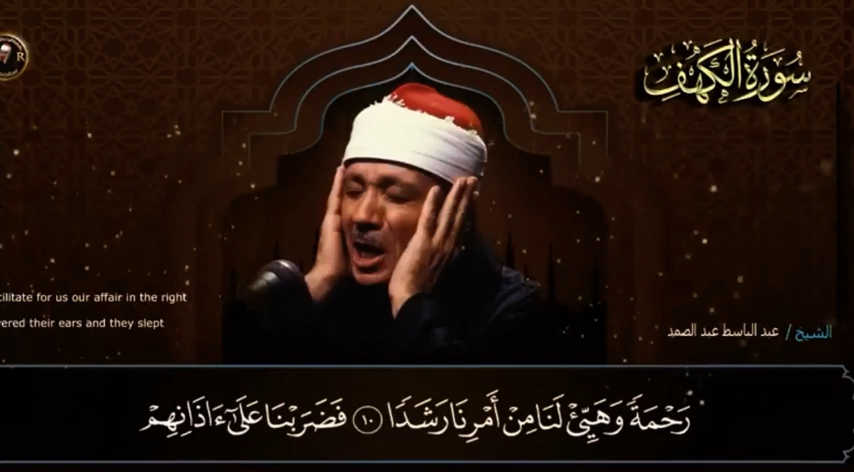 سُورَةُ الكَهْفِ
cilitate for us our affair in the right
ered their ears and they slept
الشيخ / عبد الباسط عبد الصمد
رَحْمَةً وَهَيِّئْ لَنَا مِنْ أَمْرِنَا رَشَدًا ١٠ فَضَرَبْنَا عَلَىٰٓ ءَاذَانِهِمْ